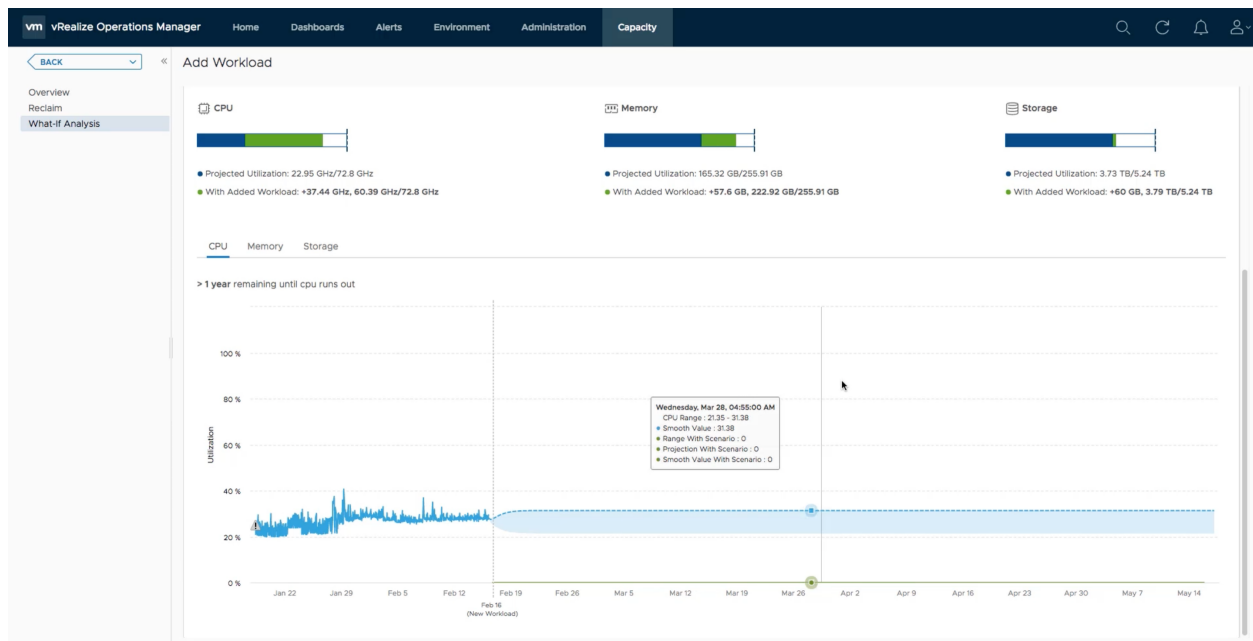 vm vRealize Operations Manager Home Dashboards Alerts Environment Administration Capacity
BACK
Add Workload
Overview
Reclaim
What-If Analysis
CPU Memory Storage
Projected Utilization: 22.95 GHz/72.8 GHz Projected Utilization: 165.32 GB/255.91 GB Projected Utilization: 3.73 TB/5.24 TB
With Added Workload: +37.44 GHz, 60.39 GHz/72.8 GHz With Added Workload: +57.6 GB, 222.92 GB/255.91 GB With Added Workload: +60 GB, 3.79 TB/5.24 TB
CPU Memory Storage
> 1 year remaining until cpu runs out
100 %
80 %
60 %
40 %
20 %
0 %
Utilization
Wednesday, Mar 28, 04:55:00 AM
CPU Range : 21.35 - 31.38
Smooth Value : 31.38
Range With Scenario : 0
Projection With Scenario : 0
Smooth Value With Scenario : 0
Jan 22 Jan 29 Feb 5 Feb 12 Feb 19 Feb 26 Mar 5 Mar 12 Mar 19 Mar 26 Apr 2 Apr 9 Apr 16 Apr 23 Apr 30 May 7 May 14
Feb 16
(New Workload)